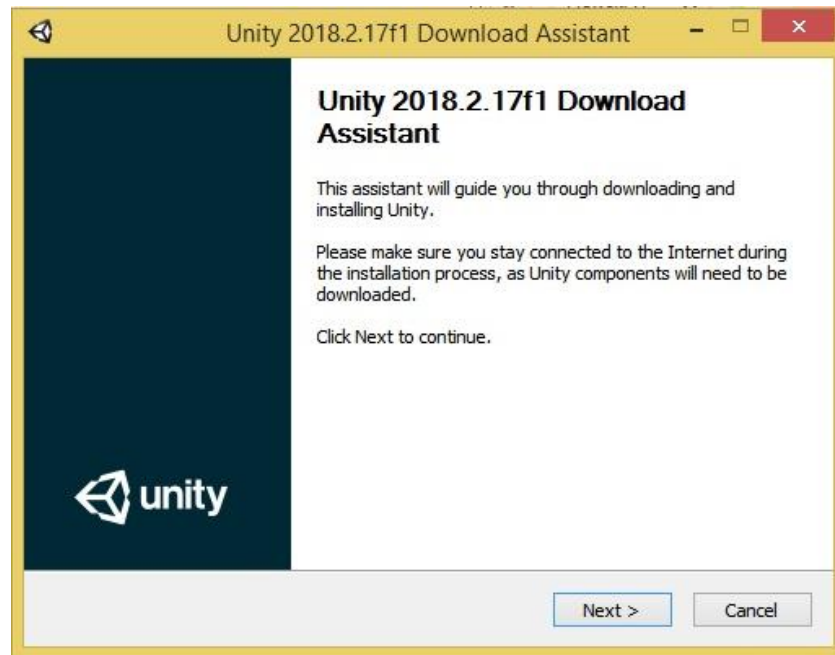 Unity 2018.2.17f1 Download Assistant
Unity 2018.2.17f1 Download
Assistant
This assistant will guide you through downloading and
installing Unity.
Please make sure you stay connected to the Internet during
the installation process, as Unity components will need to be
downloaded.
Click Next to continue.
unity
Next >
Cancel